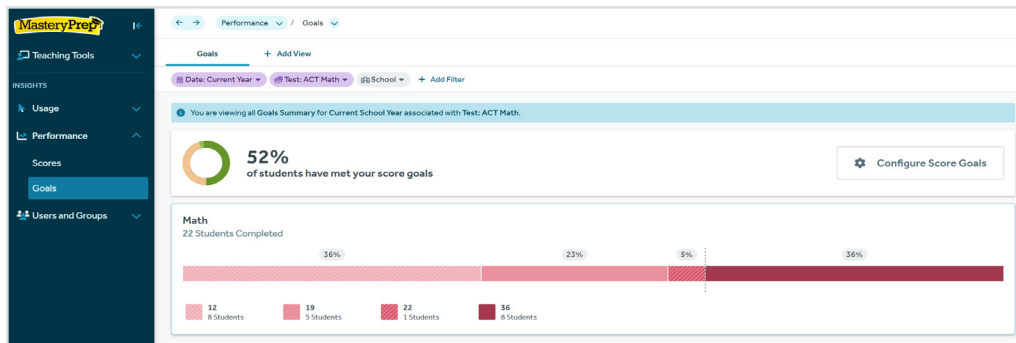 MasteryPrep
Teaching Tools
INSIGHTS
Usage
Performance
Scores
Goals
Users and Groups
Performance / Goals
Goals + Add View
Date: Current Year Test: ACT Math School + Add Filter
You are viewing all Goals Summary for Current School Year associated with Test: ACT Math.
52%
of students have met your score goals
Configure Score Goals
Math
22 Students Completed
36% 23% 5% 36%
12 19 22 36
8 Students 5 Students 1 Students 8 Students